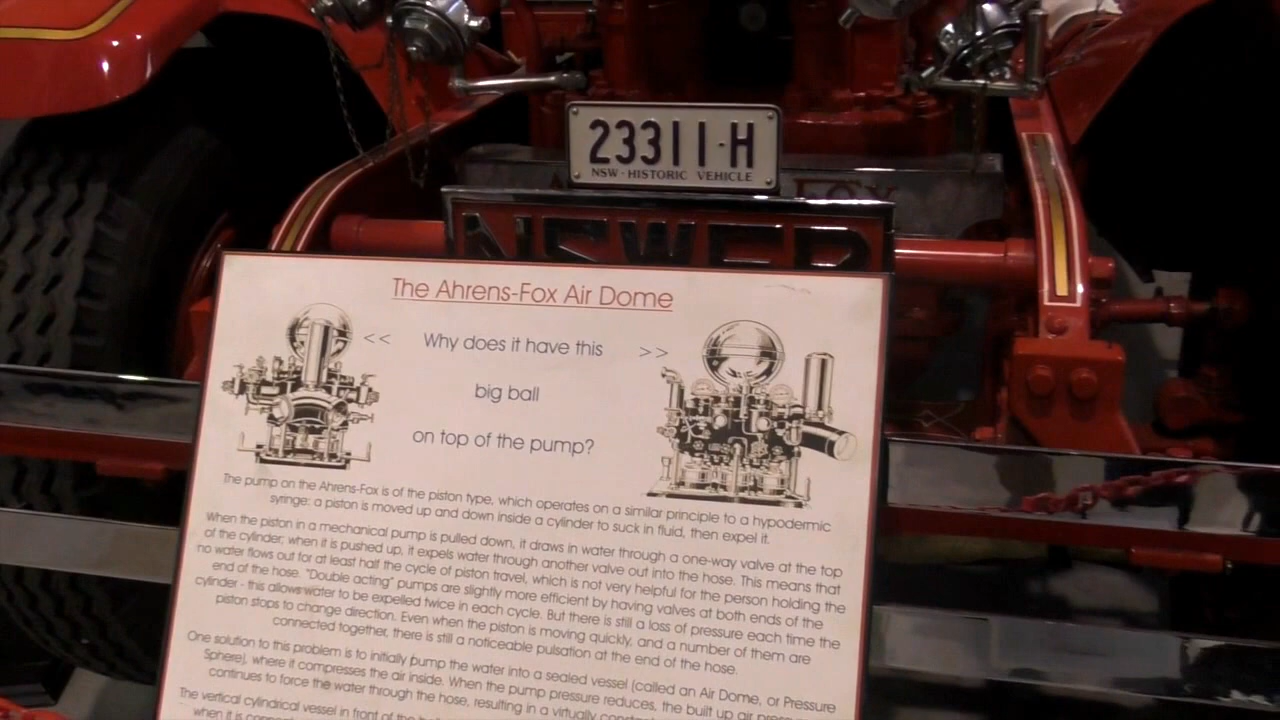 23311·H
NSW · HISTORIC VEHICLE
FOX
NEWER
The Ahrens-Fox Air Dome
<< Why does it have this >>
big ball
on top of the pump?
The pump on the Ahrens-Fox is of the piston type, which operates on a similar principle to a hypodermic
syringe: a piston is moved up and down inside a cylinder to suck in fluid, then expel it.
When the piston in a mechanical pump is pulled down, it draws in water through a one-way valve at the top
of the cylinder; when it is pushed up, it expels water through another valve out into the hose. This means that
no water flows out for at least half the cycle of piston travel, which is not very helpful for the person holding the
end of the hose. "Double acting" pumps are slightly more efficient by having valves at both ends of the
cylinder - this allows water to be expelled twice in each cycle. But there is still a loss of pressure each time the
piston stops to change direction. Even when the piston is moving quickly, and a number of them are
connected together, there is still a noticeable pulsation at the end of the hose.
One solution to this problem is to initially pump the water into a sealed vessel (called an Air Dome, or Pressure
Sphere), where it compresses the air inside. When the pump pressure reduces, the built up air
continues to force the water through the hose, resulting in a virtually
The vertical cylindrical vessel in front of the
when it is